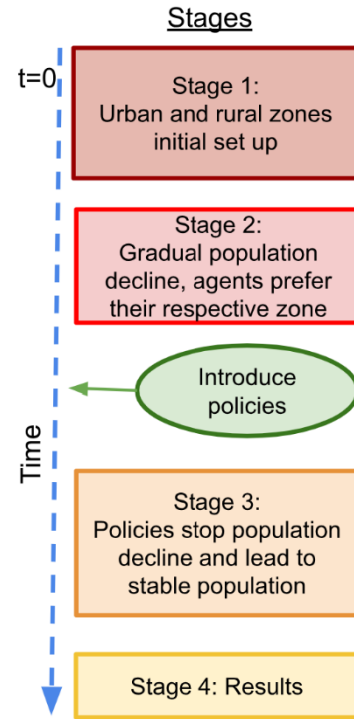 Stages
t=0
Stage 1:
Urban and rural zones
initial set up
Stage 2:
Gradual population
decline, agents prefer
their respective zone
Introduce
policies
Time
Stage 3:
Policies stop population
decline and lead to
stable population
Stage 4: Results